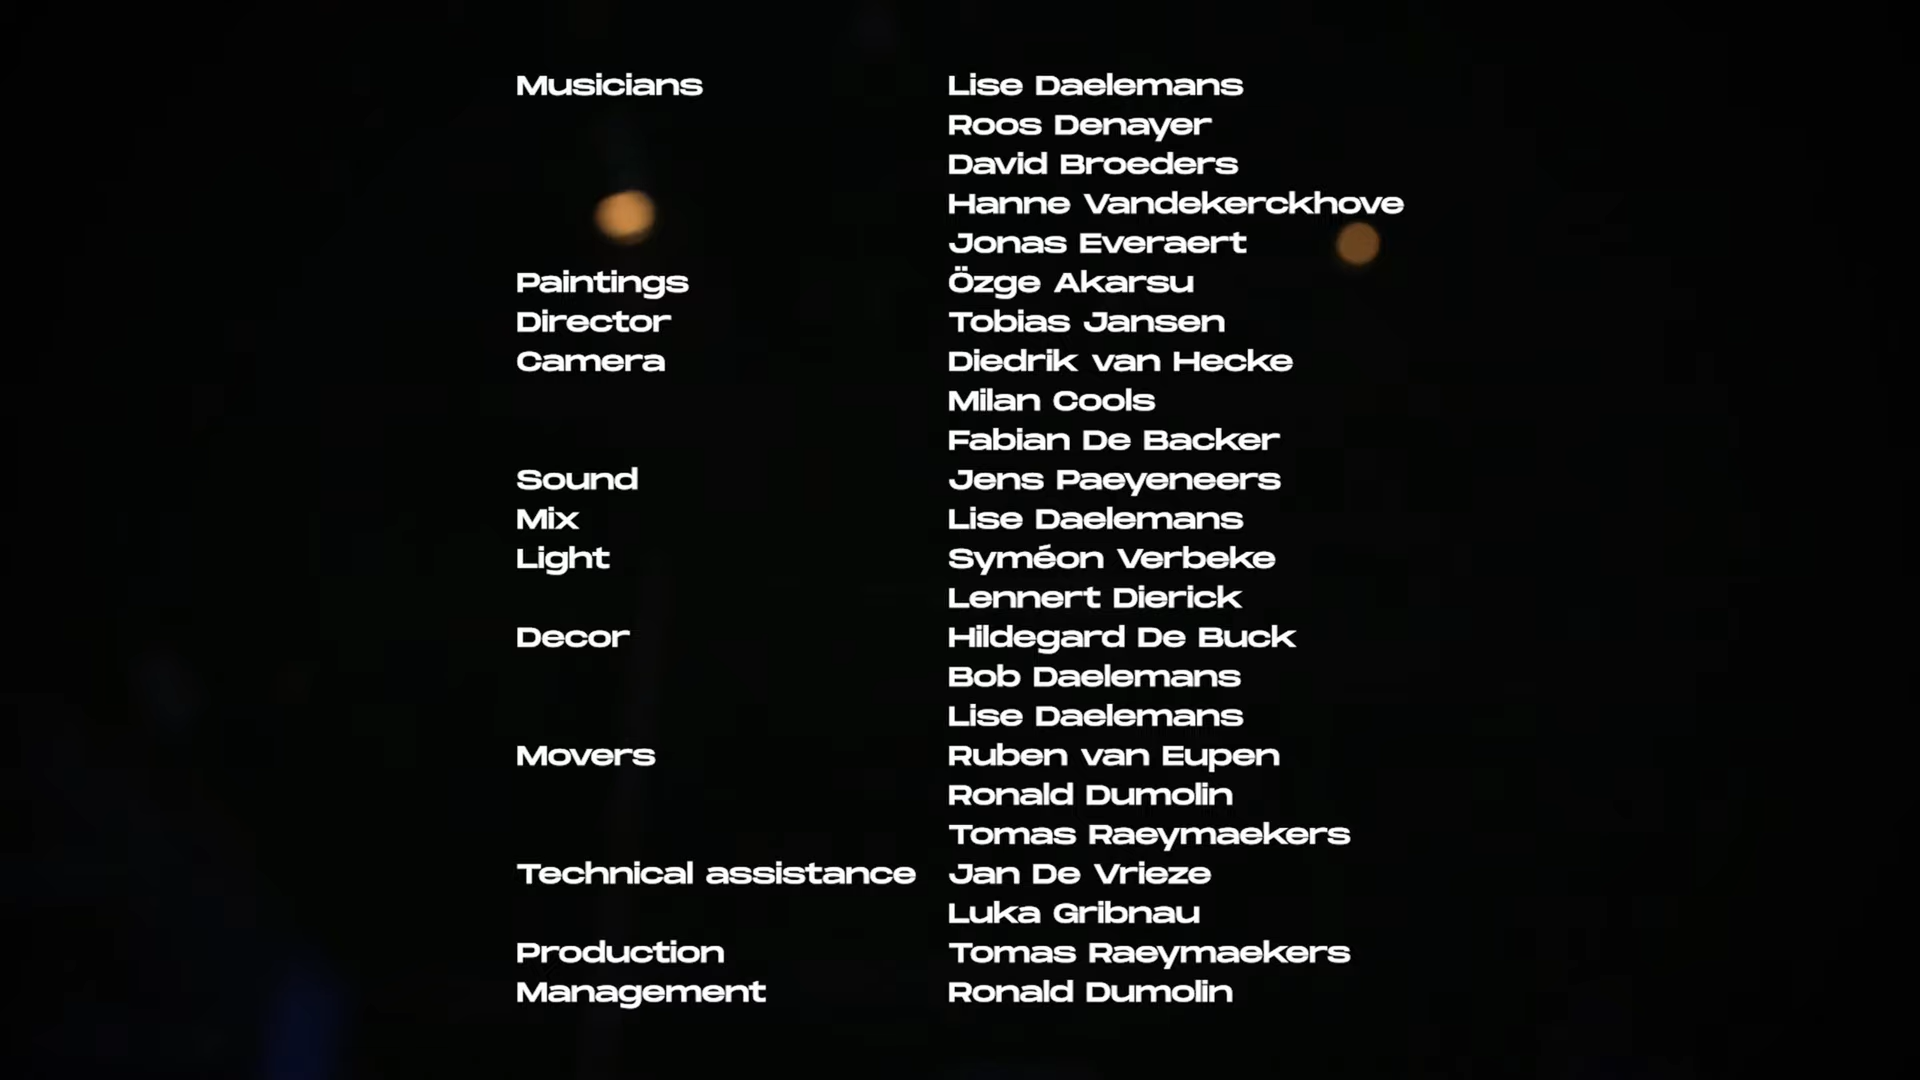 Musicians Lise Daelemans
Roos Denayer
David Broeders
Hanne Vandekerckhove
Jonas Everaert
Paintings Özge Akarsu
Director Tobias Jansen
Camera Diedrik van Hecke
Milan Cools
Fabian De Backer
Sound Jens Paeyeneers
Mix Lise Daelemans
Light Syméon Verbeke
Lennert Dierick
Decor Hildegard De Buck
Bob Daelemans
Lise Daelemans
Movers Ruben van Eupen
Ronald Dumolin
Tomas Raeymaekers
Technical assistance Jan De Vrieze
Luka Gribnau
Production Tomas Raeymaekers
Management Ronald Dumolin